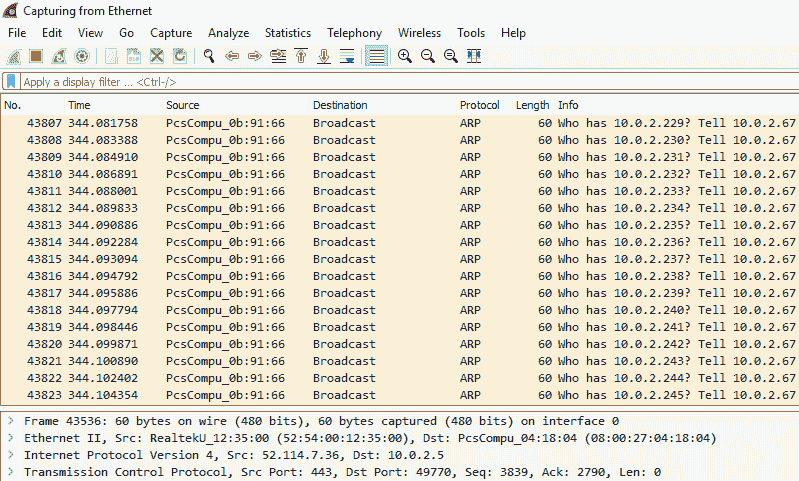 Capturing from Ethernet
File Edit View Go Capture Analyze Statistics Telephony Wireless Tools Help
Apply a display filter ... <Ctrl-/>
No. Time Source Destination Protocol Length Info
43807 344.081758 PcsCompu_0b:91:66 Broadcast ARP 60 Who has 10.0.2.229? Tell 10.0.2.67
43808 344.083388 PcsCompu_0b:91:66 Broadcast ARP 60 Who has 10.0.2.230? Tell 10.0.2.67
43809 344.084910 PcsCompu_0b:91:66 Broadcast ARP 60 Who has 10.0.2.231? Tell 10.0.2.67
43810 344.086891 PcsCompu_0b:91:66 Broadcast ARP 60 Who has 10.0.2.232? Tell 10.0.2.67
43811 344.088001 PcsCompu_0b:91:66 Broadcast ARP 60 Who has 10.0.2.233? Tell 10.0.2.67
43812 344.089833 PcsCompu_0b:91:66 Broadcast ARP 60 Who has 10.0.2.234? Tell 10.0.2.67
43813 344.090886 PcsCompu_0b:91:66 Broadcast ARP 60 Who has 10.0.2.235? Tell 10.0.2.67
43814 344.092284 PcsCompu_0b:91:66 Broadcast ARP 60 Who has 10.0.2.236? Tell 10.0.2.67
43815 344.093094 PcsCompu_0b:91:66 Broadcast ARP 60 Who has 10.0.2.237? Tell 10.0.2.67
43816 344.094792 PcsCompu_0b:91:66 Broadcast ARP 60 Who has 10.0.2.238? Tell 10.0.2.67
43817 344.095886 PcsCompu_0b:91:66 Broadcast ARP 60 Who has 10.0.2.239? Tell 10.0.2.67
43818 344.097794 PcsCompu_0b:91:66 Broadcast ARP 60 Who has 10.0.2.240? Tell 10.0.2.67
43819 344.098446 PcsCompu_0b:91:66 Broadcast ARP 60 Who has 10.0.2.241? Tell 10.0.2.67
43820 344.099871 PcsCompu_0b:91:66 Broadcast ARP 60 Who has 10.0.2.242? Tell 10.0.2.67
43821 344.100890 PcsCompu_0b:91:66 Broadcast ARP 60 Who has 10.0.2.243? Tell 10.0.2.67
43822 344.102402 PcsCompu_0b:91:66 Broadcast ARP 60 Who has 10.0.2.244? Tell 10.0.2.67
43823 344.104354 PcsCompu_0b:91:66 Broadcast ARP 60 Who has 10.0.2.245? Tell 10.0.2.67
Frame 43536: 60 bytes on wire (480 bits), 60 bytes captured (480 bits) on interface 0
Ethernet II, Src: RealtekU_12:35:00 (52:54:00:12:35:00), Dst: PcsCompu_04:18:04 (08:00:27:04:18:04)
Internet Protocol Version 4, Src: 52.114.7.36, Dst: 10.0.2.5
Transmission Control Protocol, Src Port: 443, Dst Port: 49770, Seq: 3839, Ack: 2790, Len: 0